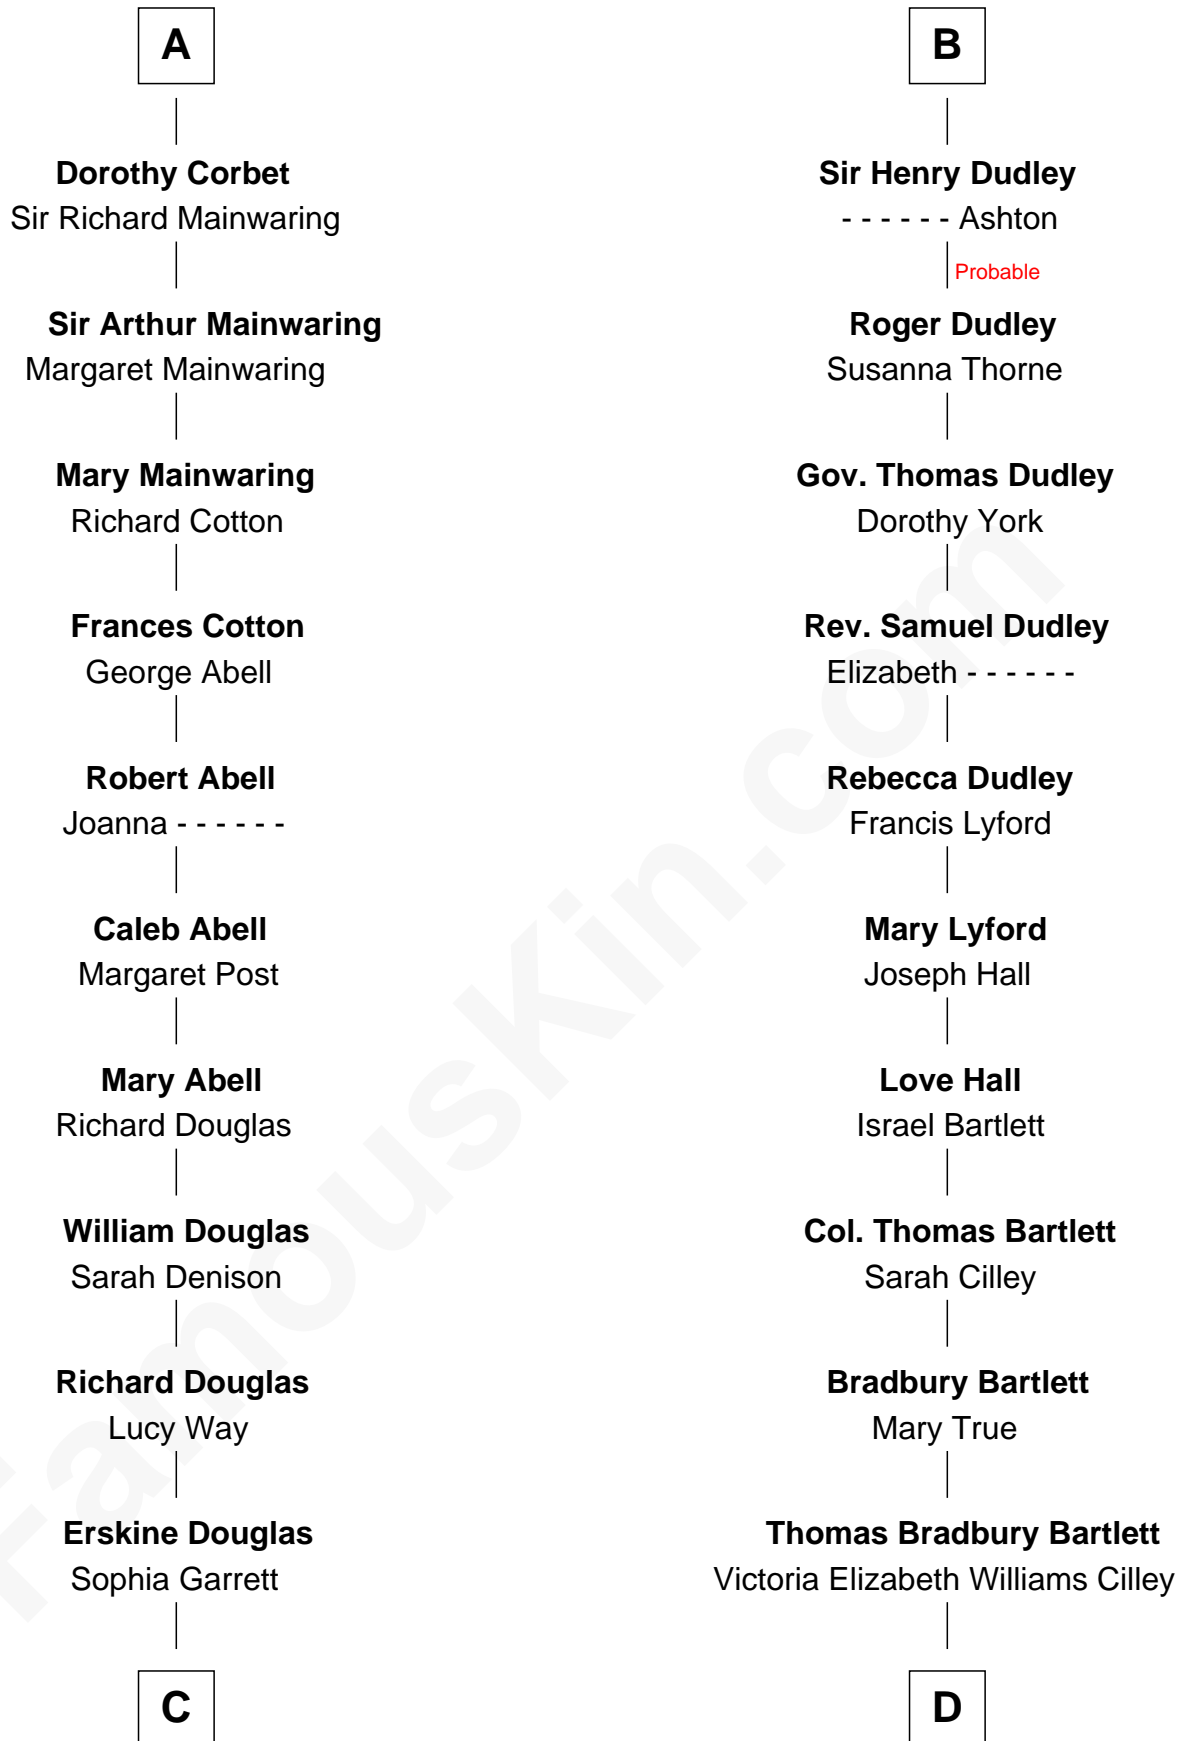 A
Dorothy Corbet
Sir Richard Mainwaring
Sir Arthur Mainwaring
Margaret Mainwaring
Mary Mainwaring
Richard Cotton
Frances Cotton
George Abell
Robert Abell
Joanna - - - - - -
Caleb Abell
Margaret Post
Mary Abell
Richard Douglas
William Douglas
Sarah Denison
Richard Douglas
Lucy Way
Erskine Douglas
Sophia Garrett
C
B
Sir Henry Dudley
- - - - - - Ashton
Probable
Roger Dudley
Susanna Thorne
Gov. Thomas Dudley
Dorothy York
Rev. Samuel Dudley
Elizabeth - - - - - -
Rebecca Dudley
Francis Lyford
Mary Lyford
Joseph Hall
Love Hall
Israel Bartlett
Col. Thomas Bartlett
Sarah Cilley
Bradbury Bartlett
Mary True
Thomas Bradbury Bartlett
Victoria Elizabeth Williams Cilley
D
FamousKin.com